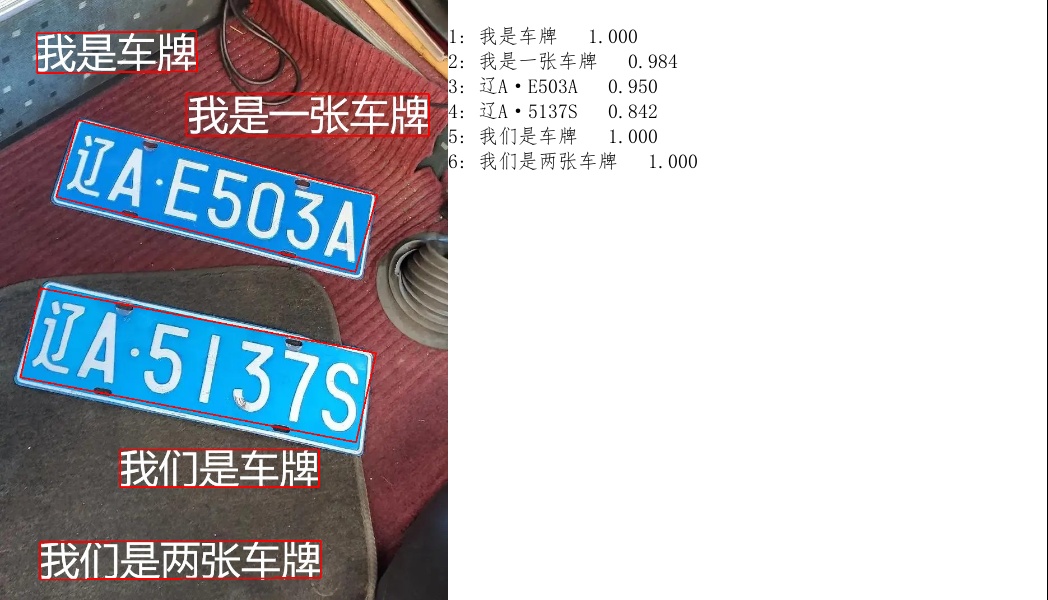 我是车牌
我是一张车牌
辽A·E503A
辽A·5137S
我们是车牌
我们是两张车牌
1: 我是车牌 1.000
2: 我是一张车牌 0.984
3: 辽A·E503A 0.950
4: 辽A·5137S 0.842
5: 我们是车牌 1.000
6: 我们是两张车牌 1.000